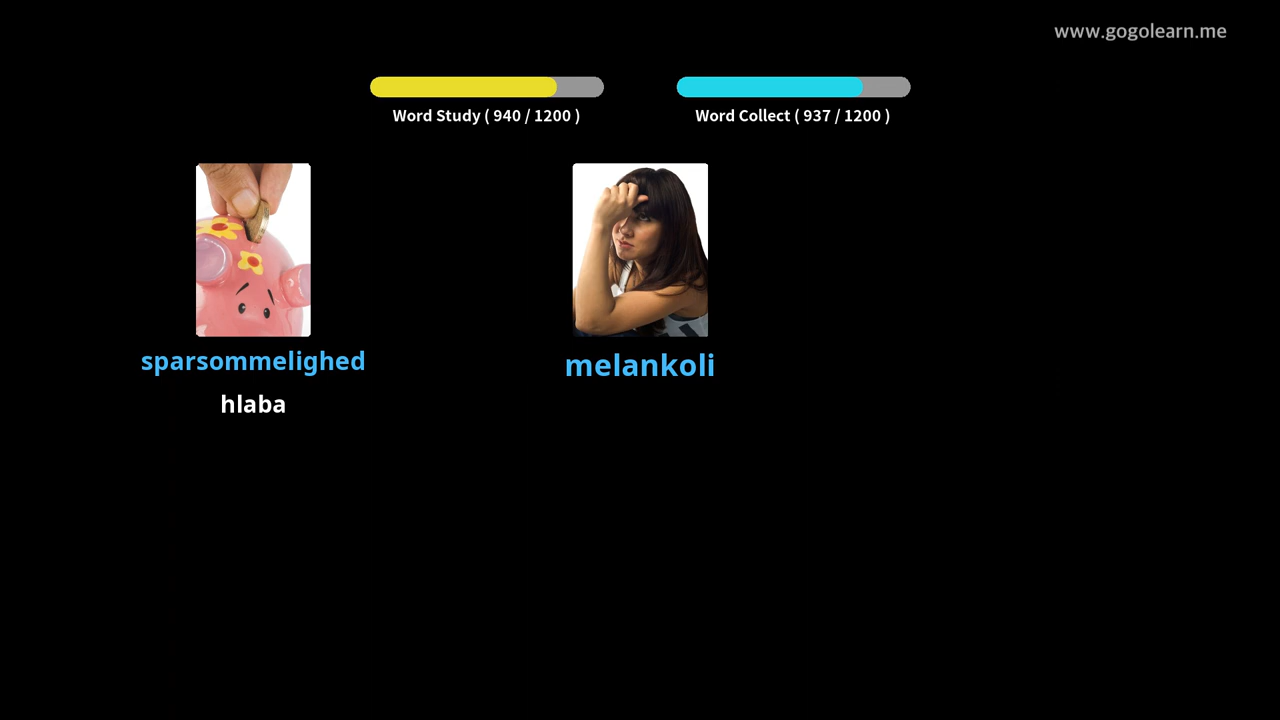 www.gogolearn.me
Word Study ( 940 / 1200 )
Word Collect ( 937 / 1200 )
sparsommelighed
melankoli
hlaba